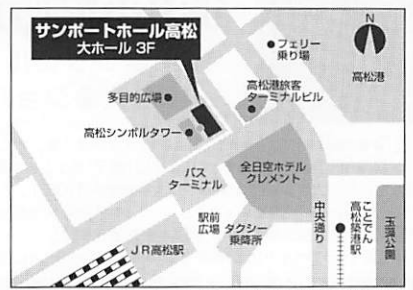 サンポートホール高松
大ホール 3F
N
フェリー
乗り場
高松港
高松港旅客
ターミナルビル
多目的広場
高松シンボルタワー
バス
ターミナル
全日空ホテル
クレメント
駅前
広場
タクシー
乗降所
中央通り
ことでん
高松築港駅
玉藻公園
JR高松駅